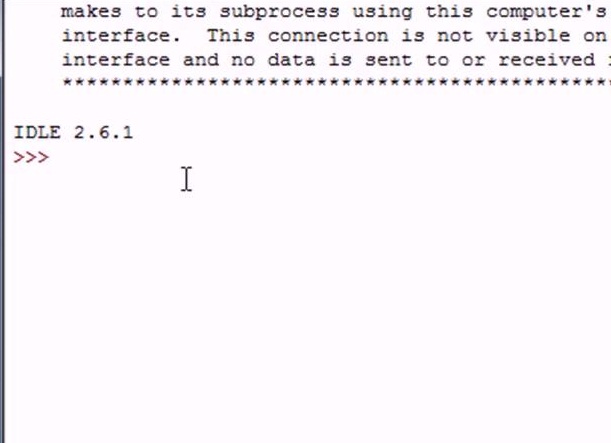 makes to its subprocess using this computer's
interface.  This connection is not visible on
interface and no data is sent to or received
****************************************************
IDLE 2.6.1
>>>